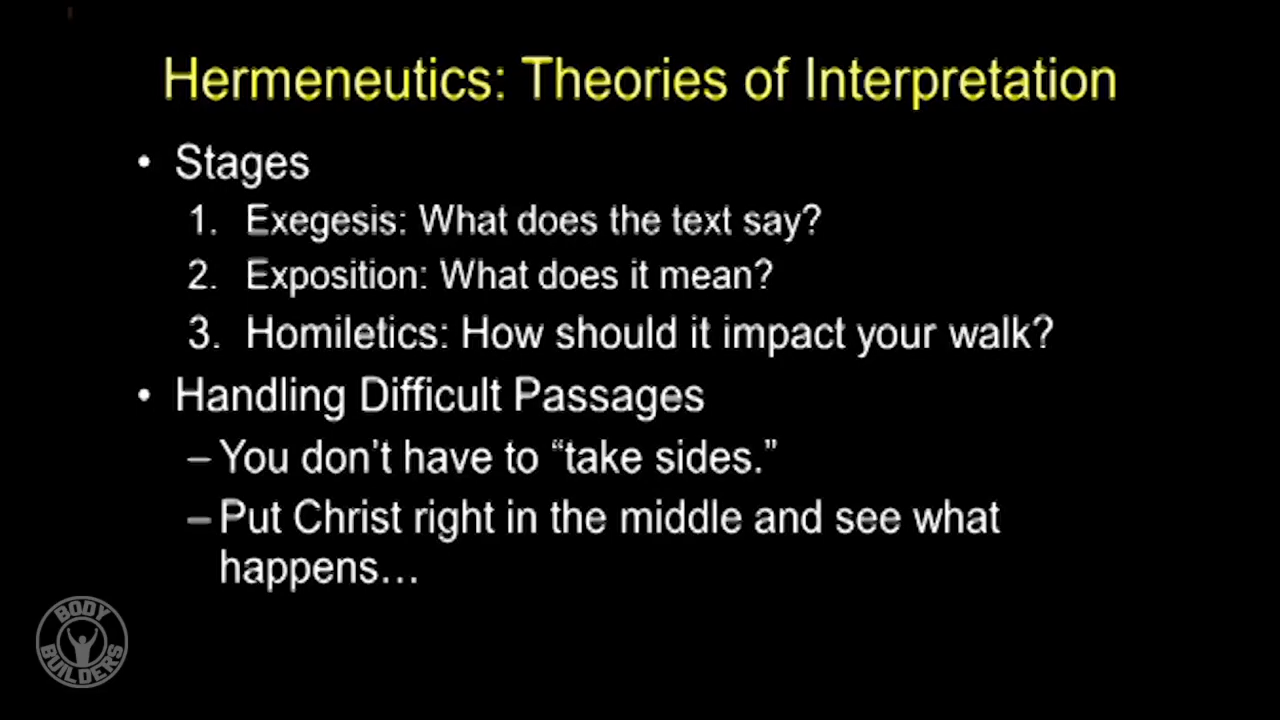 Hermeneutics: Theories of Interpretation
• Stages
1. Exegesis: What does the text say?
2. Exposition: What does it mean?
3. Homiletics: How should it impact your walk?
• Handling Difficult Passages
– You don’t have to “take sides.”
– Put Christ right in the middle and see what
happens…
BODY
BUILDERS